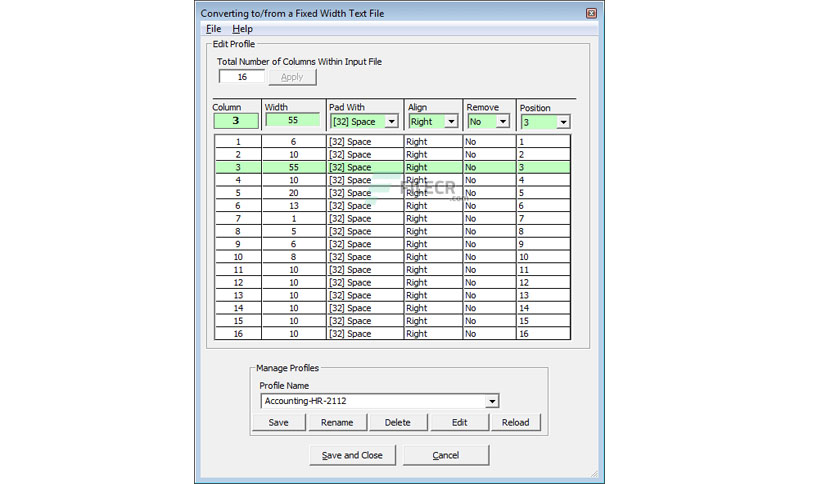 Converting to/from a Fixed Width Text File
File Help
Edit Profile
Total Number of Columns Within Input File
16 Apply
Column Width Pad With Align Remove Position
3 55 [32] Space Right No 3
1 6 [32] Space Right No 1
2 10 [32] Space Right No 2
3 55 [32] Space Right No 3
4 10 [32] Space Right No 4
5 20 [32] Space Right No 5
6 13 [32] Space Right No 6
7 1 [32] Space Right No 7
8 5 [32] Space Right No 8
9 6 [32] Space Right No 9
10 8 [32] Space Right No 10
11 10 [32] Space Right No 11
12 10 [32] Space Right No 12
13 10 [32] Space Right No 13
14 10 [32] Space Right No 14
15 10 [32] Space Right No 15
16 10 [32] Space Right No 16
FILECR
.com
Manage Profiles
Profile Name
Accounting-HR-2112
Save Rename Delete Edit Reload
Save and Close Cancel